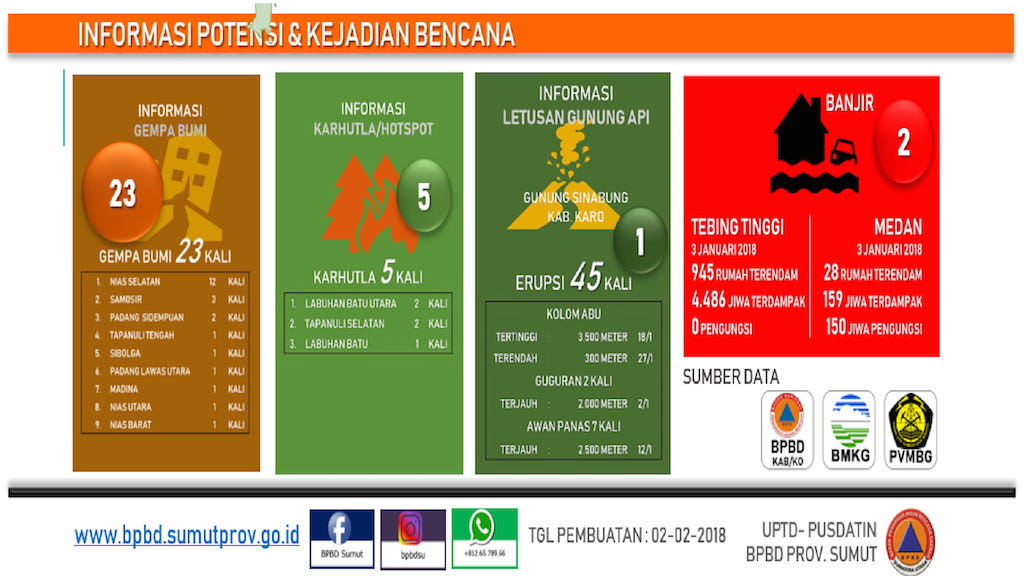 INFORMASI POTENSI & KEJADIAN BENCANA
INFORMASI
GEMPA BUMI
23
GEMPA BUMI 23 KALI
1. NIAS SELATAN 12 KALI
2. SAMOSIR 3 KALI
3. PADANG SIDEMPUAN 2 KALI
4. TAPANULI TENGAH 1 KALI
5. SIBOLGA 1 KALI
6. PADANG LAWAS UTARA 1 KALI
7. MADINA 1 KALI
8. NIAS UTARA 1 KALI
9. NIAS BARAT 1 KALI
INFORMASI
KARHUTLA/HOTSPOT
5
KARHUTLA 5 KALI
1. LABUHAN BATU UTARA 2 KALI
2. TAPANULI SELATAN 2 KALI
3. LABUHAN BATU 1 KALI
INFORMASI
LETUSAN GUNUNG API
GUNUNG SINABUNG
KAB. KARO
1
ERUPSI 45 KALI
KOLOM ABU
TERTINGGI : 3.500 METER 18/1
TERENDAH : 300 METER 27/1
GUGURAN 2 KALI
TERJAUH : 2.000 METER 2/1
AWAN PANAS 7 KALI
TERJAUH : 2.500 METER 12/1
BANJIR
2
TEBING TINGGI
3 JANUARI 2018
945 RUMAH TERENDAM
4.486 JIWA TERDAMPAK
0 PENGUNGSI
MEDAN
3 JANUARI 2018
28 RUMAH TERENDAM
159 JIWA TERDAMPAK
150 JIWA PENGUNGSI
SUMBER DATA
BPBD
KAB/KO
BMKG
PVMBG
www.bpbd.sumutprov.go.id
BPBD Sumut
bpbdsu
+812.65.789.66
TGL PEMBUATAN : 02-02-2018
UPTD- PUSDATIN
BPBD PROV. SUMUT